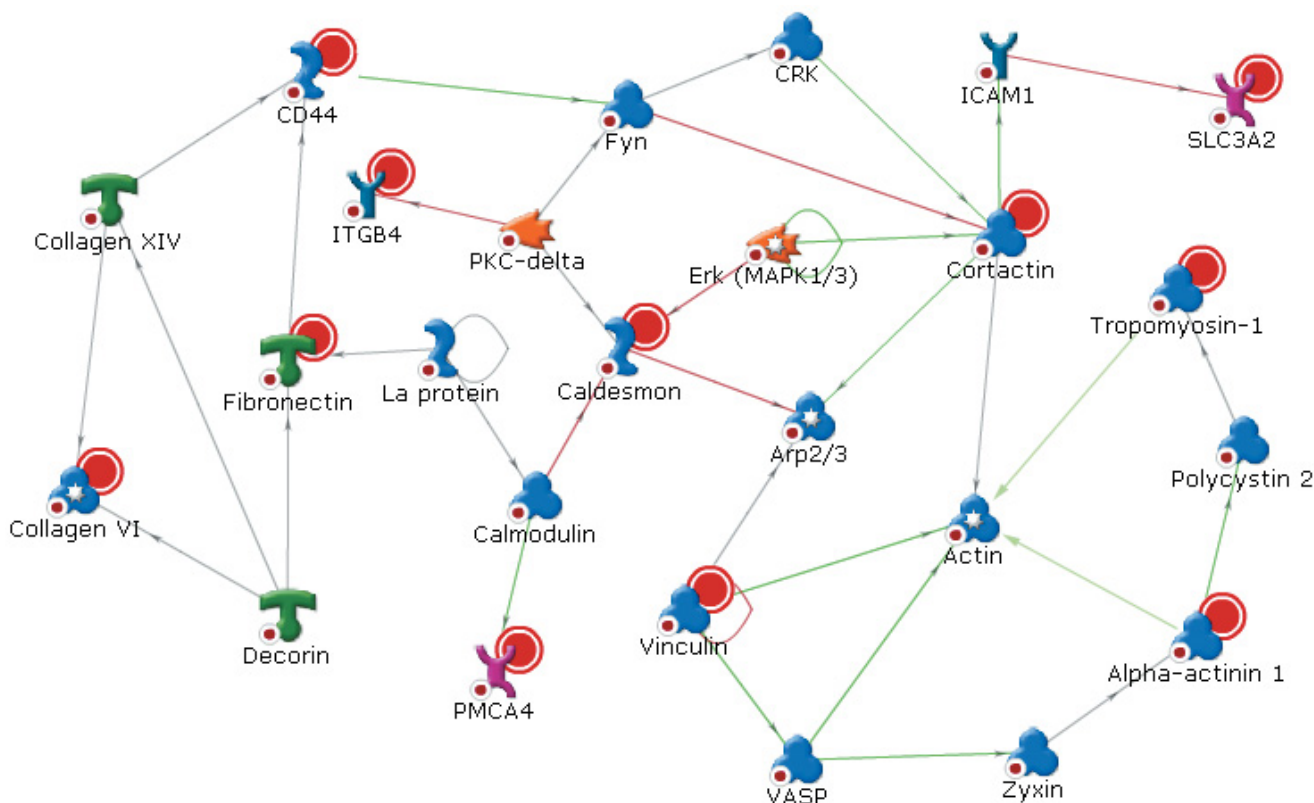 CRK
ICAM1
CD44
Fyn
SLC3A2
ITGB4
Collagen XIV
PKC-delta
Erk (MAPK1/3)
Cortactin
Tropomyosin-1
Fibronectin
La protein
Caldesmon
Arp2/3
Polycystin 2
Collagen VI
Calmodulin
Actin
Decorin
Vinculin
Alpha-actinin 1
PMCA4
VASP
Zyxin